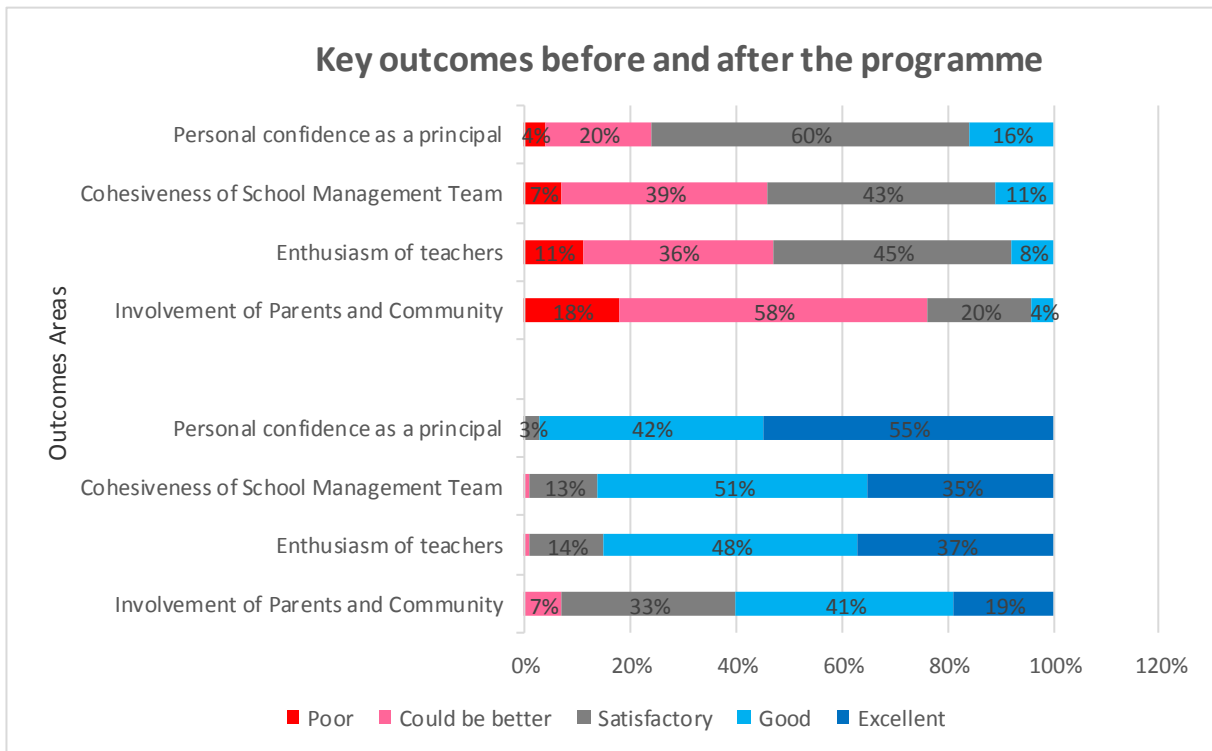 Key outcomes before and after the programme
Outcomes Areas
Personal confidence as a principal 4% 20% 60% 16%
Cohesiveness of School Management Team 7% 39% 43% 11%
Enthusiasm of teachers 11% 36% 45% 8%
Involvement of Parents and Community 18% 58% 20% 4%
Personal confidence as a principal 3% 42% 55%
Cohesiveness of School Management Team 13% 51% 35%
Enthusiasm of teachers 14% 48% 37%
Involvement of Parents and Community 7% 33% 41% 19%
0% 20% 40% 60% 80% 100% 120%
Poor Could be better Satisfactory Good Excellent